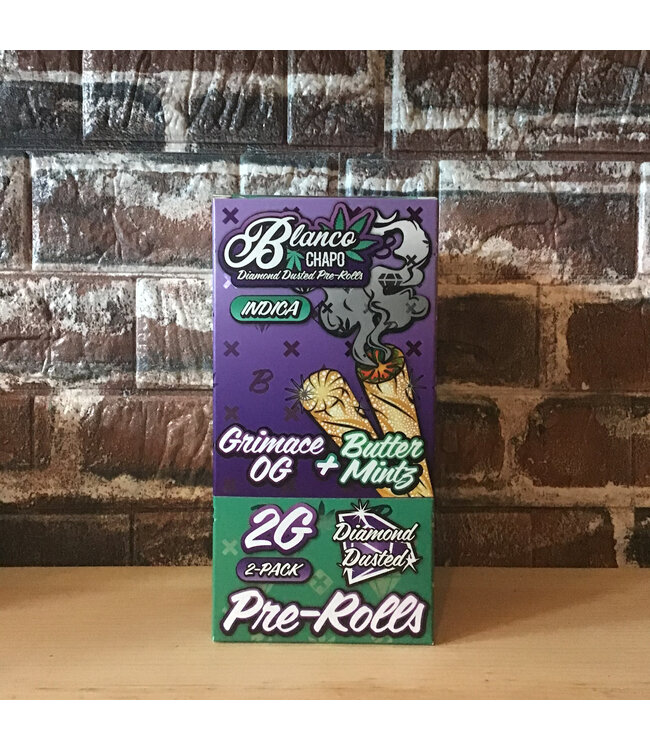 Blanco
CHAPO
Diamond Dusted Pre-Rolls
INDICA
B
Grimace Butter
OG + Mintz
2G Diamond
2-PACK Dusted
Pre-Rolls